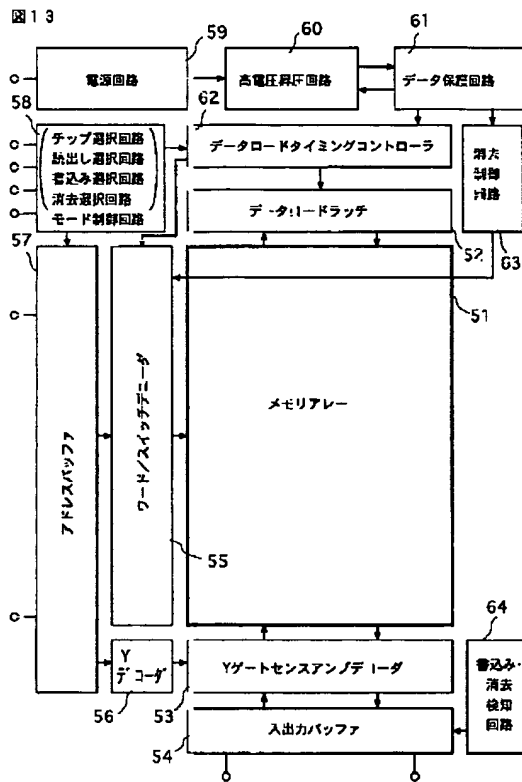 図13
59
60
61
電源回路
高電圧昇圧回路
データ保護回路
58
62
チップ選択回路
読出し選択回路
書込み選択回路
消去選択回路
モード制御回路
データロードタイミングコントローラ
消去
制御
回路
データロードラッチ
52
63
57
51
アドレスバッファ
ワード/スイッチデコーダ
メモリアレー
55
64
Y
デコーダ
56
Yゲートセンスアンプデコーダ
53
書込み・
消去
検知
回路
入出力バッファ
54